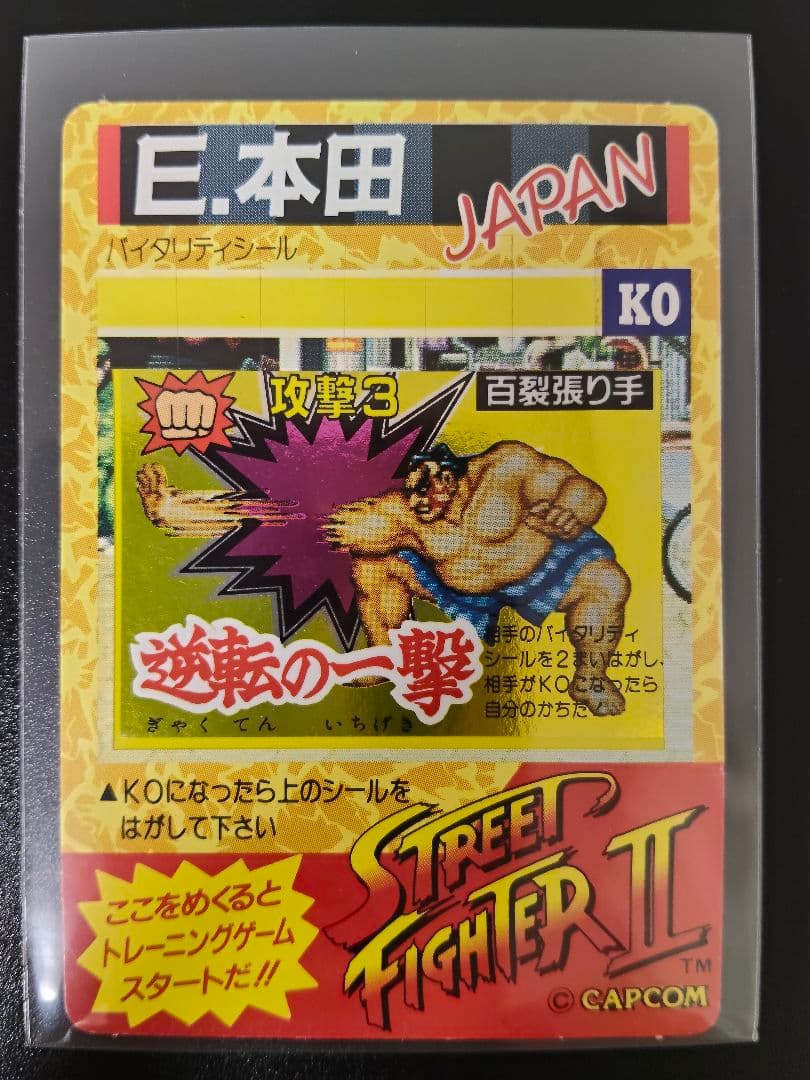 E.本田
JAPAN
バイタリティシール
KO
攻撃3
百裂張り手
逆転の一撃
ぎゃくてん いちげき
相手のバイタリティ
シールを2まいはがし、
相手がKOになったら
自分のかちだ。
▲KOになったら上のシールを
はがして下さい
ここをめくると
トレーニングゲーム
スタートだ!!
STREET
FIGHTER II
TM
© CAPCOM